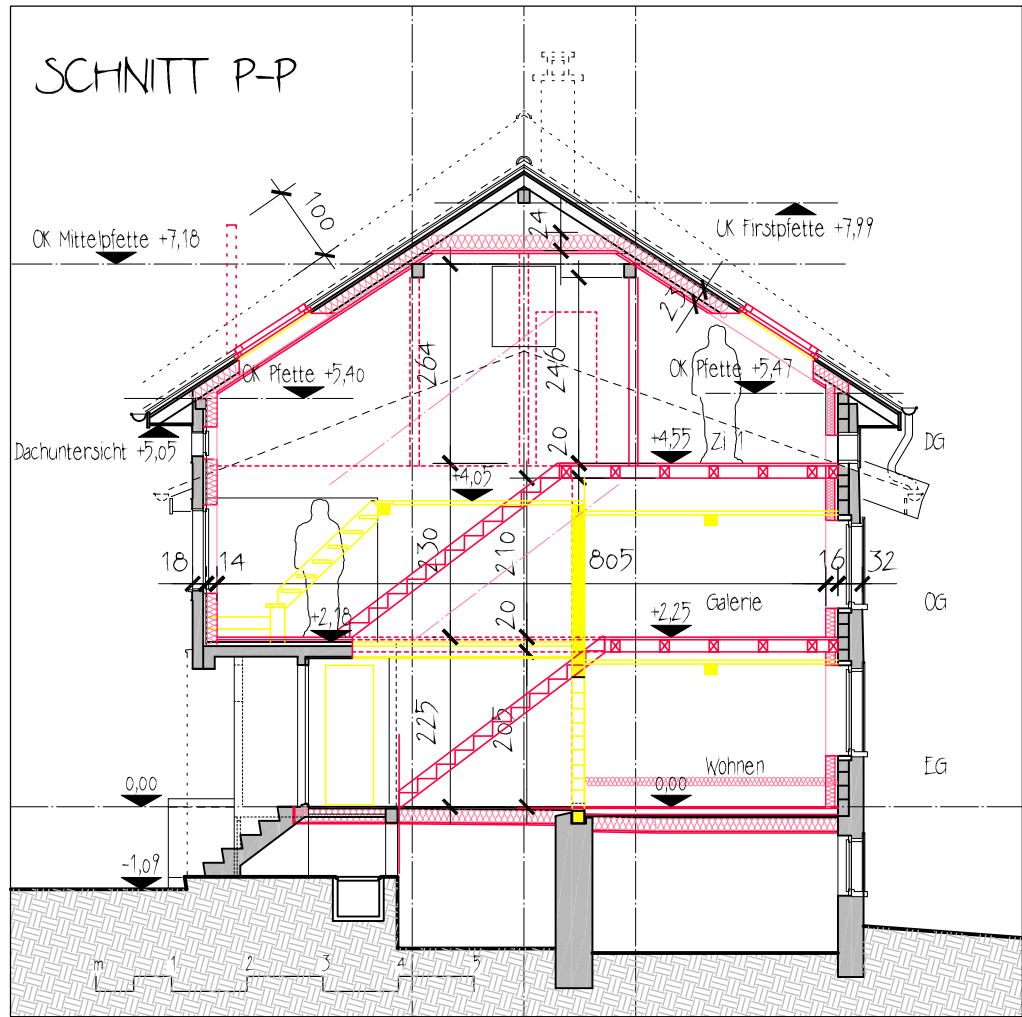 SCHNITT P-P
100
24
OK Mittelpfette +7,18
UK Firstpfette +7,99
23
264
246
OK Pfette +5,40
OK Pfette +5,47
Dachuntersicht +5,05
20
+4,55
Zi 1
DG
+4,05
18
14
230
210
805
16
32
+2,18
20
+2,25
Galerie
OG
225
205
Wohnen
EG
0,00
0,00
-1,09
m 1 2 3 4 5